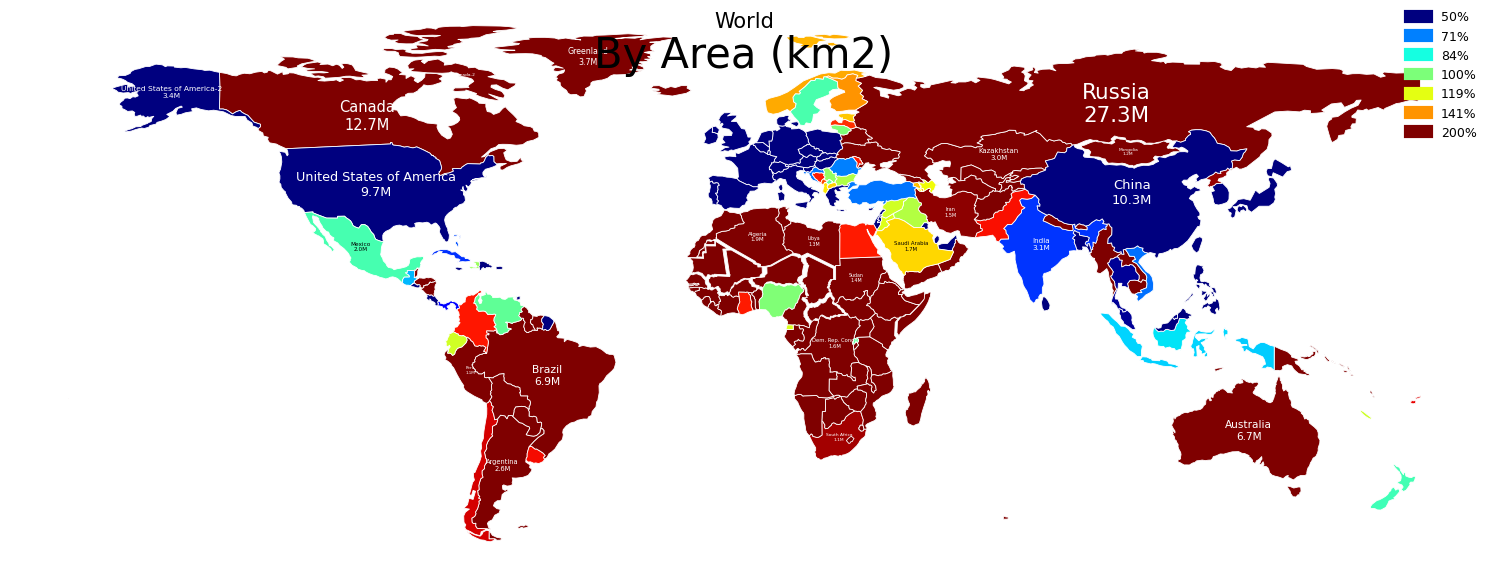 World
By Area (km2)
50%
71%
84%
100%
119%
141%
200%
Greenland
3.7M
United States of America-2
3.4M
Canada
12.7M
Russia
27.3M
Kazakhstan
3.0M
Mongolia
1.2M
United States of America
9.7M
China
10.3M
Iran
1.5M
Mexico
2.0M
Algeria
1.9M
Libya
1.3M
Saudi Arabia
1.7M
India
3.1M
Sudan
1.4M
Dem. Rep. Congo
1.6M
Brazil
6.9M
South Africa
1.1M
Australia
6.7M
Argentina
2.6M